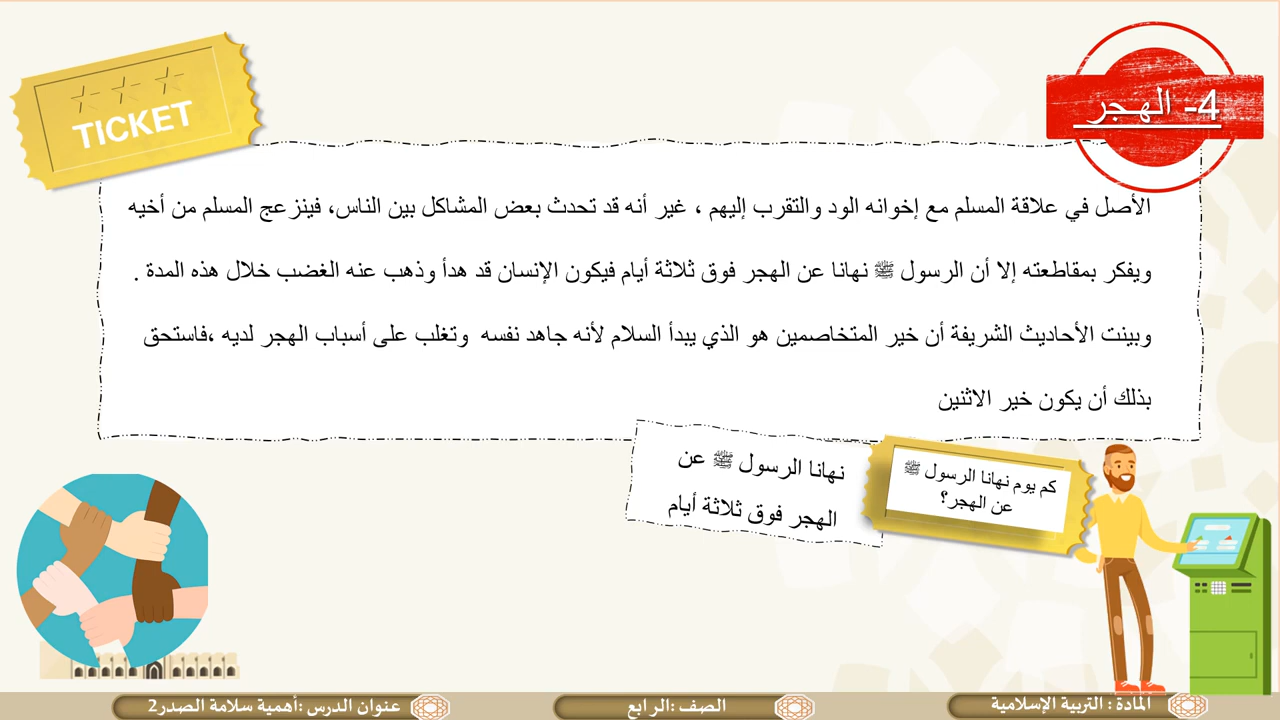 4- الهجر
TICKET
الأصل في علاقة المسلم مع إخوانه الود والتقرب إليهم ، غير أنه قد تحدث بعض المشاكل بين الناس، فينزعج المسلم من أخيه
ويفكر بمقاطعته إلا أن الرسول ﷺ نهانا عن الهجر فوق ثلاثة أيام فيكون الإنسان قد هدأ وذهب عنه الغضب خلال هذه المدة .
وبينت الأحاديث الشريفة أن خير المتخاصمين هو الذي يبدأ السلام لأنه جاهد نفسه وتغلب على أسباب الهجر لديه ،فاستحق
بذلك أن يكون خير الاثنين
كم يوم نهانا الرسول ﷺ
عن الهجر؟
نهانا الرسول ﷺ عن
الهجر فوق ثلاثة أيام
المادة : التربية الإسلامية
الصف :الرابع
عنوان الدرس :أهمية سلامة الصدر2